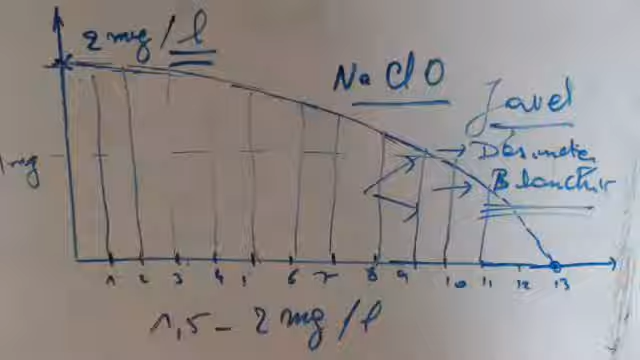 2 mg/l
NaClO
Javel
→ Désinfecter
→ Blanchir
mg
1 2 3 4 5 6 7 8 9 10 11 12 13
1,5 - 2 mg/l